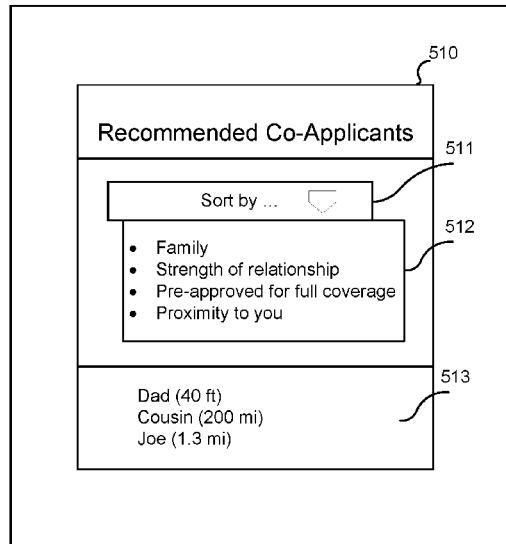 510
Recommended Co-Applicants
511
Sort by ...
512
• Family
• Strength of relationship
• Pre-approved for full coverage
• Proximity to you
513
Dad (40 ft)
Cousin (200 mi)
Joe (1.3 mi)